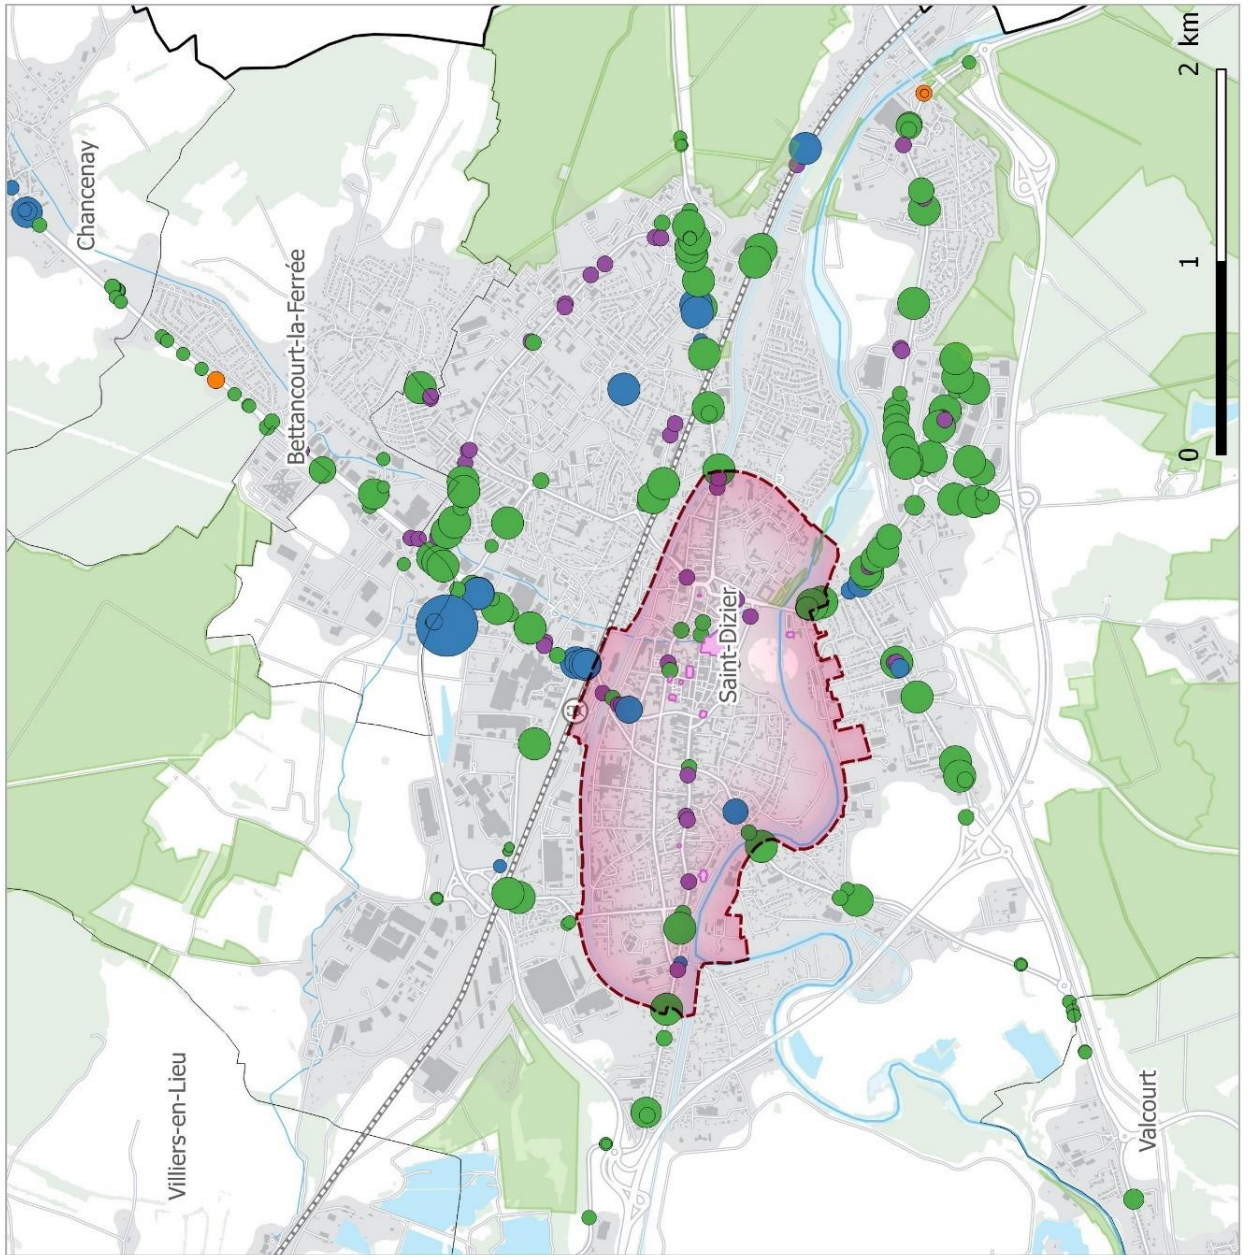 Villiers-en-Lieu
Bettancourt-la-Ferrée
Chancenay
Saint-Dizier
Valcourt
0 1 2 km